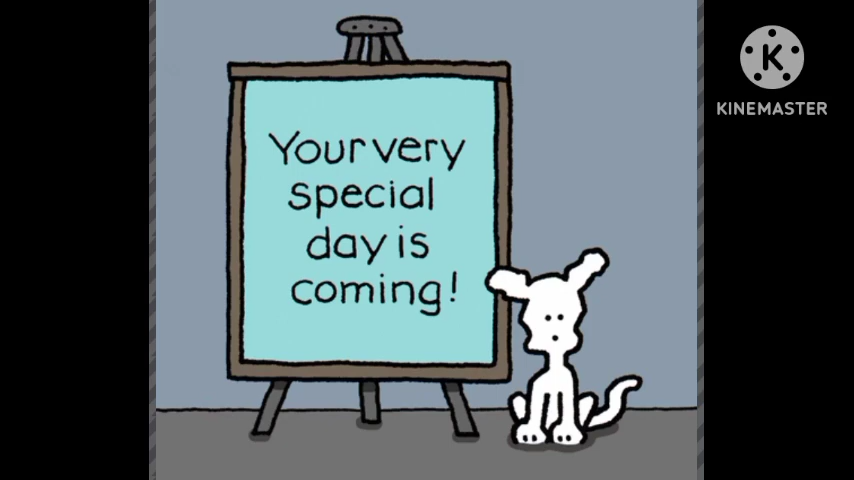 Your very
special
day is
coming!
K
KINEMASTER